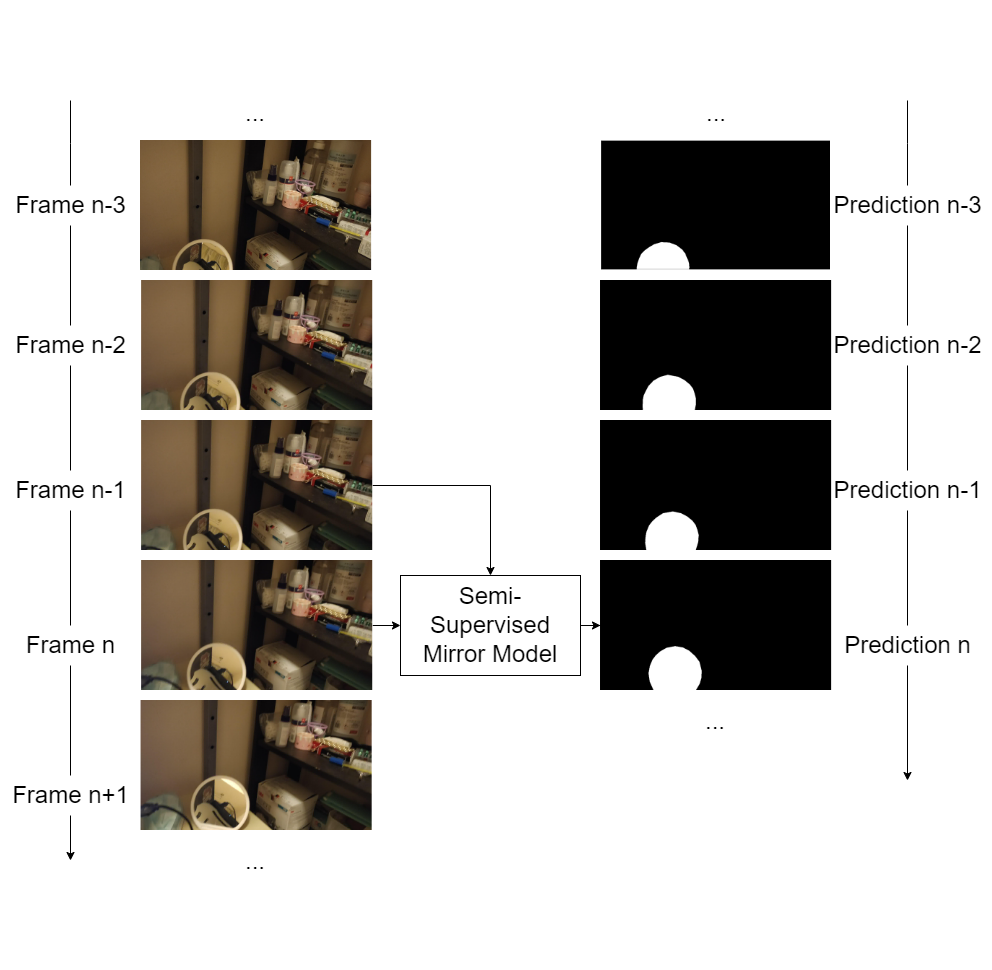 ...
...
Frame n-3
Prediction n-3
Frame n-2
Prediction n-2
Frame n-1
Prediction n-1
Semi-
Supervised
Mirror Model
Frame n
Prediction n
...
Frame n+1
...